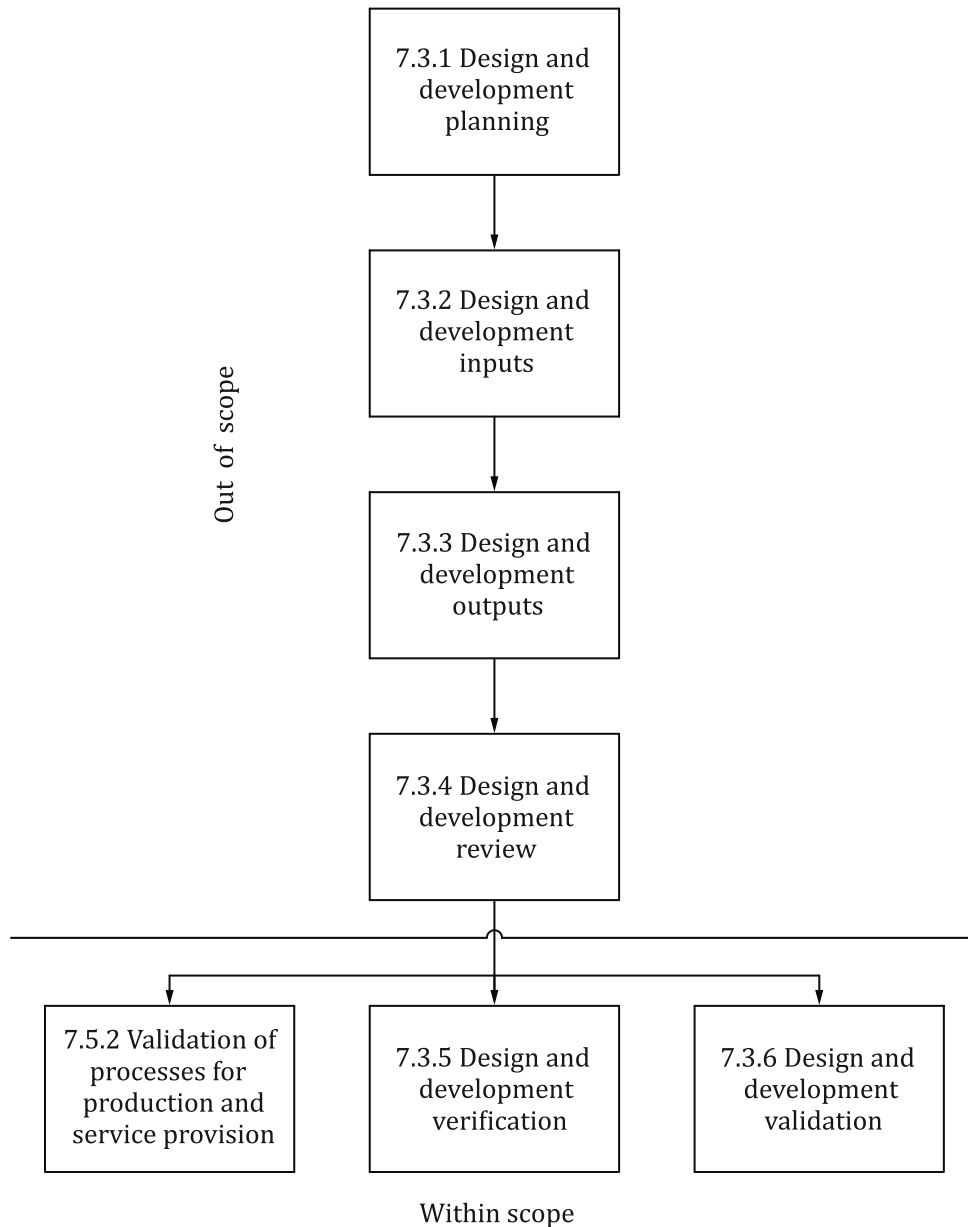 7.3.1 Design and
development
planning
7.3.2 Design and
development
inputs
Out of scope
7.3.3 Design and
development
outputs
7.3.4 Design and
development
review
7.5.2 Validation of
processes for
production and
service provision
7.3.5 Design and
development
verification
7.3.6 Design and
development
validation
Within scope